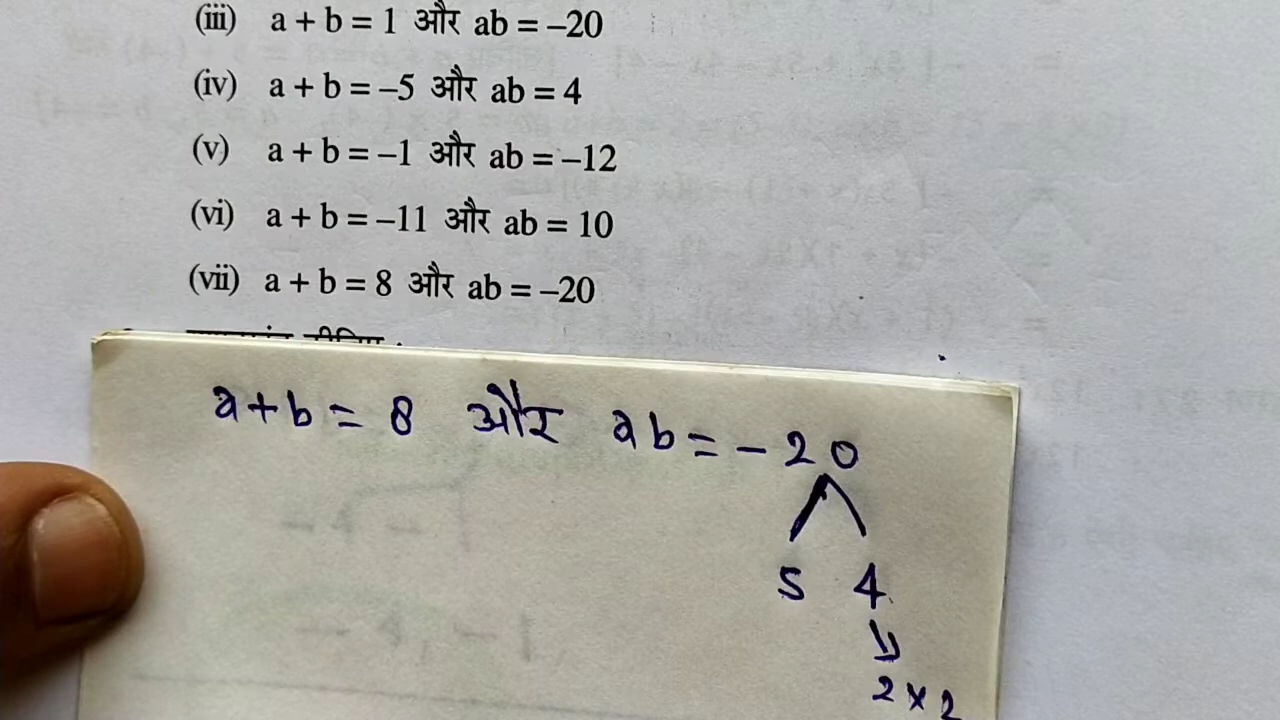 (iii) a + b = 1 और ab = –20
(iv) a + b = –5 और ab = 4
(v) a + b = –1 और ab = –12
(vi) a + b = –11 और ab = 10
(vii) a + b = 8 और ab = –20
a+b = 8 और ab = -20
5 4
2 x 2